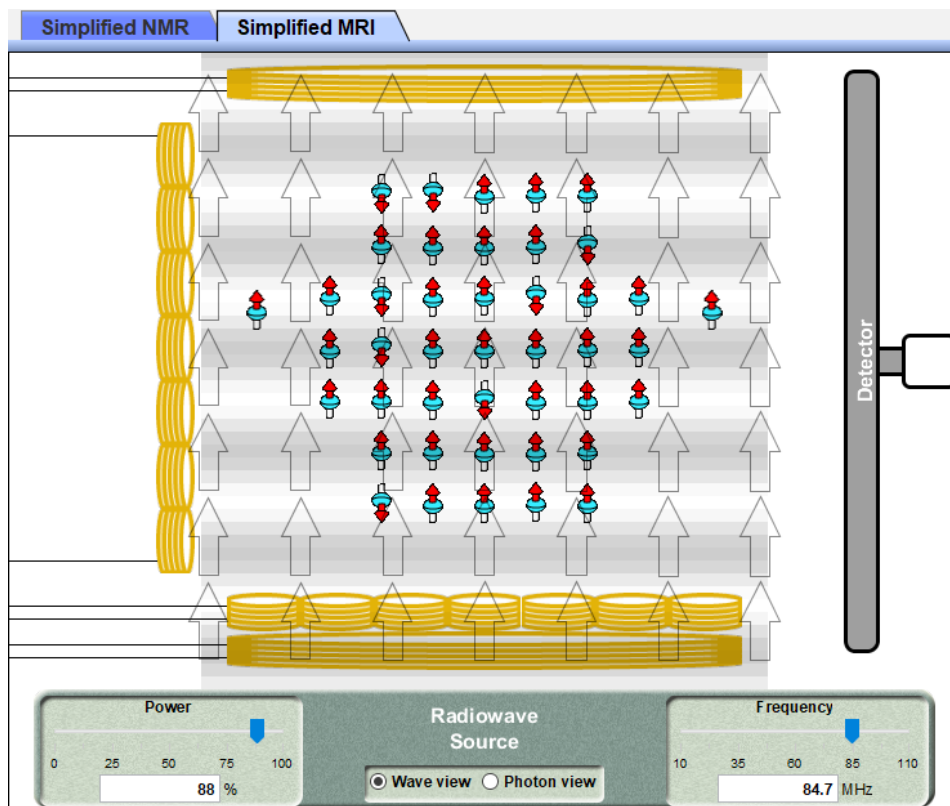 Simplified NMR Simplified MRI
Detector
Power
0 25 50 75 100
88 %
Radiowave
Source
Wave view Photon view
Frequency
10 35 60 85 110
84.7 MHz